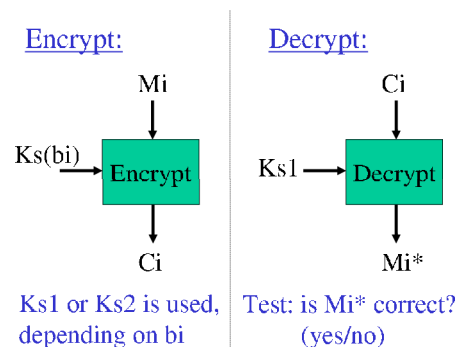 Encrypt:
Mi
Ks(bi)
Encrypt
Ci
Ks1 or Ks2 is used,
depending on bi
Decrypt:
Ci
Ks1
Decrypt
Mi*
Test: is Mi* correct?
(yes/no)